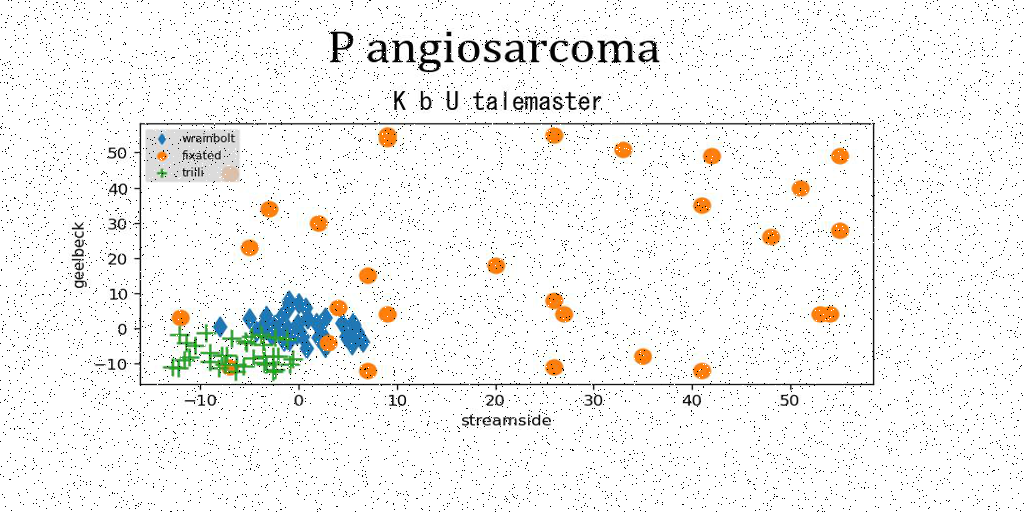 P angiosarcoma
K b U talemaster
wrambolt
fixated
trilli
geelbeck
50
40
30
20
10
0
−10
−10 0 10 20 30 40 50
streamside